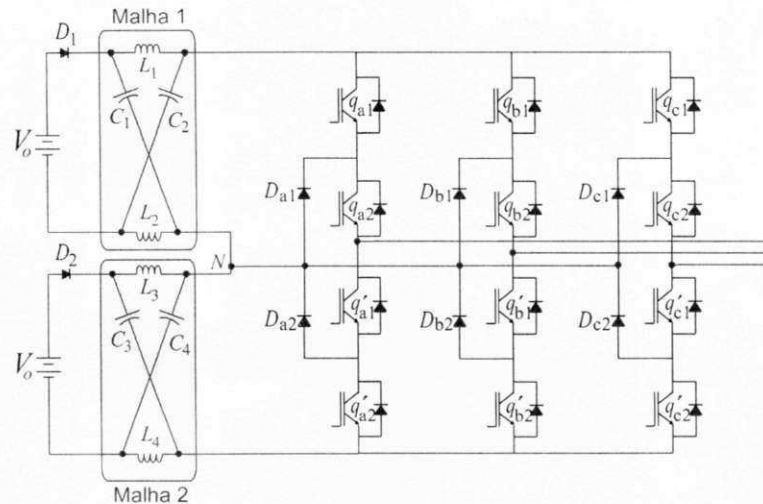 Malha 1
D1
L1
C1
C2
Vo
L2
qa1
qb1
qc1
Da1
qa2
Db1
qb2
Dc1
qc2
N
D2
L3
C3
C4
Vo
L4
Da2
q′a1
Db2
q′b1
Dc2
q′c1
q′a2
q′b2
q′c2
Malha 2